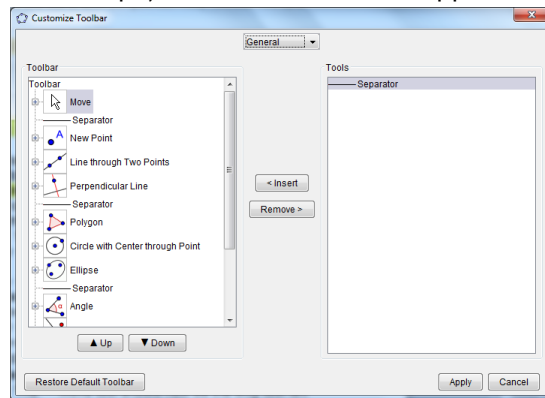 Customize Toolbar
General
Toolbar
Tools
Toolbar
Move
Separator
A
New Point
Line through Two Points
Perpendicular Line
Separator
Polygon
Circle with Center through Point
Ellipse
Separator
Angle
Separator
< Insert
Remove >
▲ Up
▼ Down
Restore Default Toolbar
Apply
Cancel